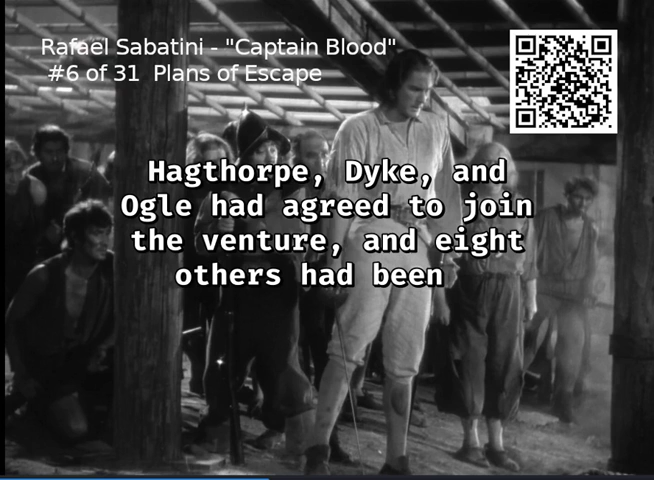 Rafael Sabatini - "Captain Blood"
#6 of 31 Plans of Escape
Hagthorpe, Dyke, and
Ogle had agreed to join
the venture, and eight
others had been